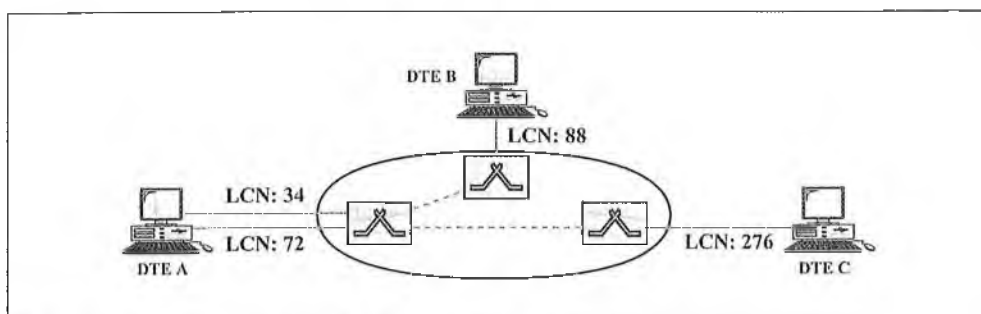 DTE B
LCN: 88
LCN: 34
LCN: 72
LCN: 276
DTE A
DTE C